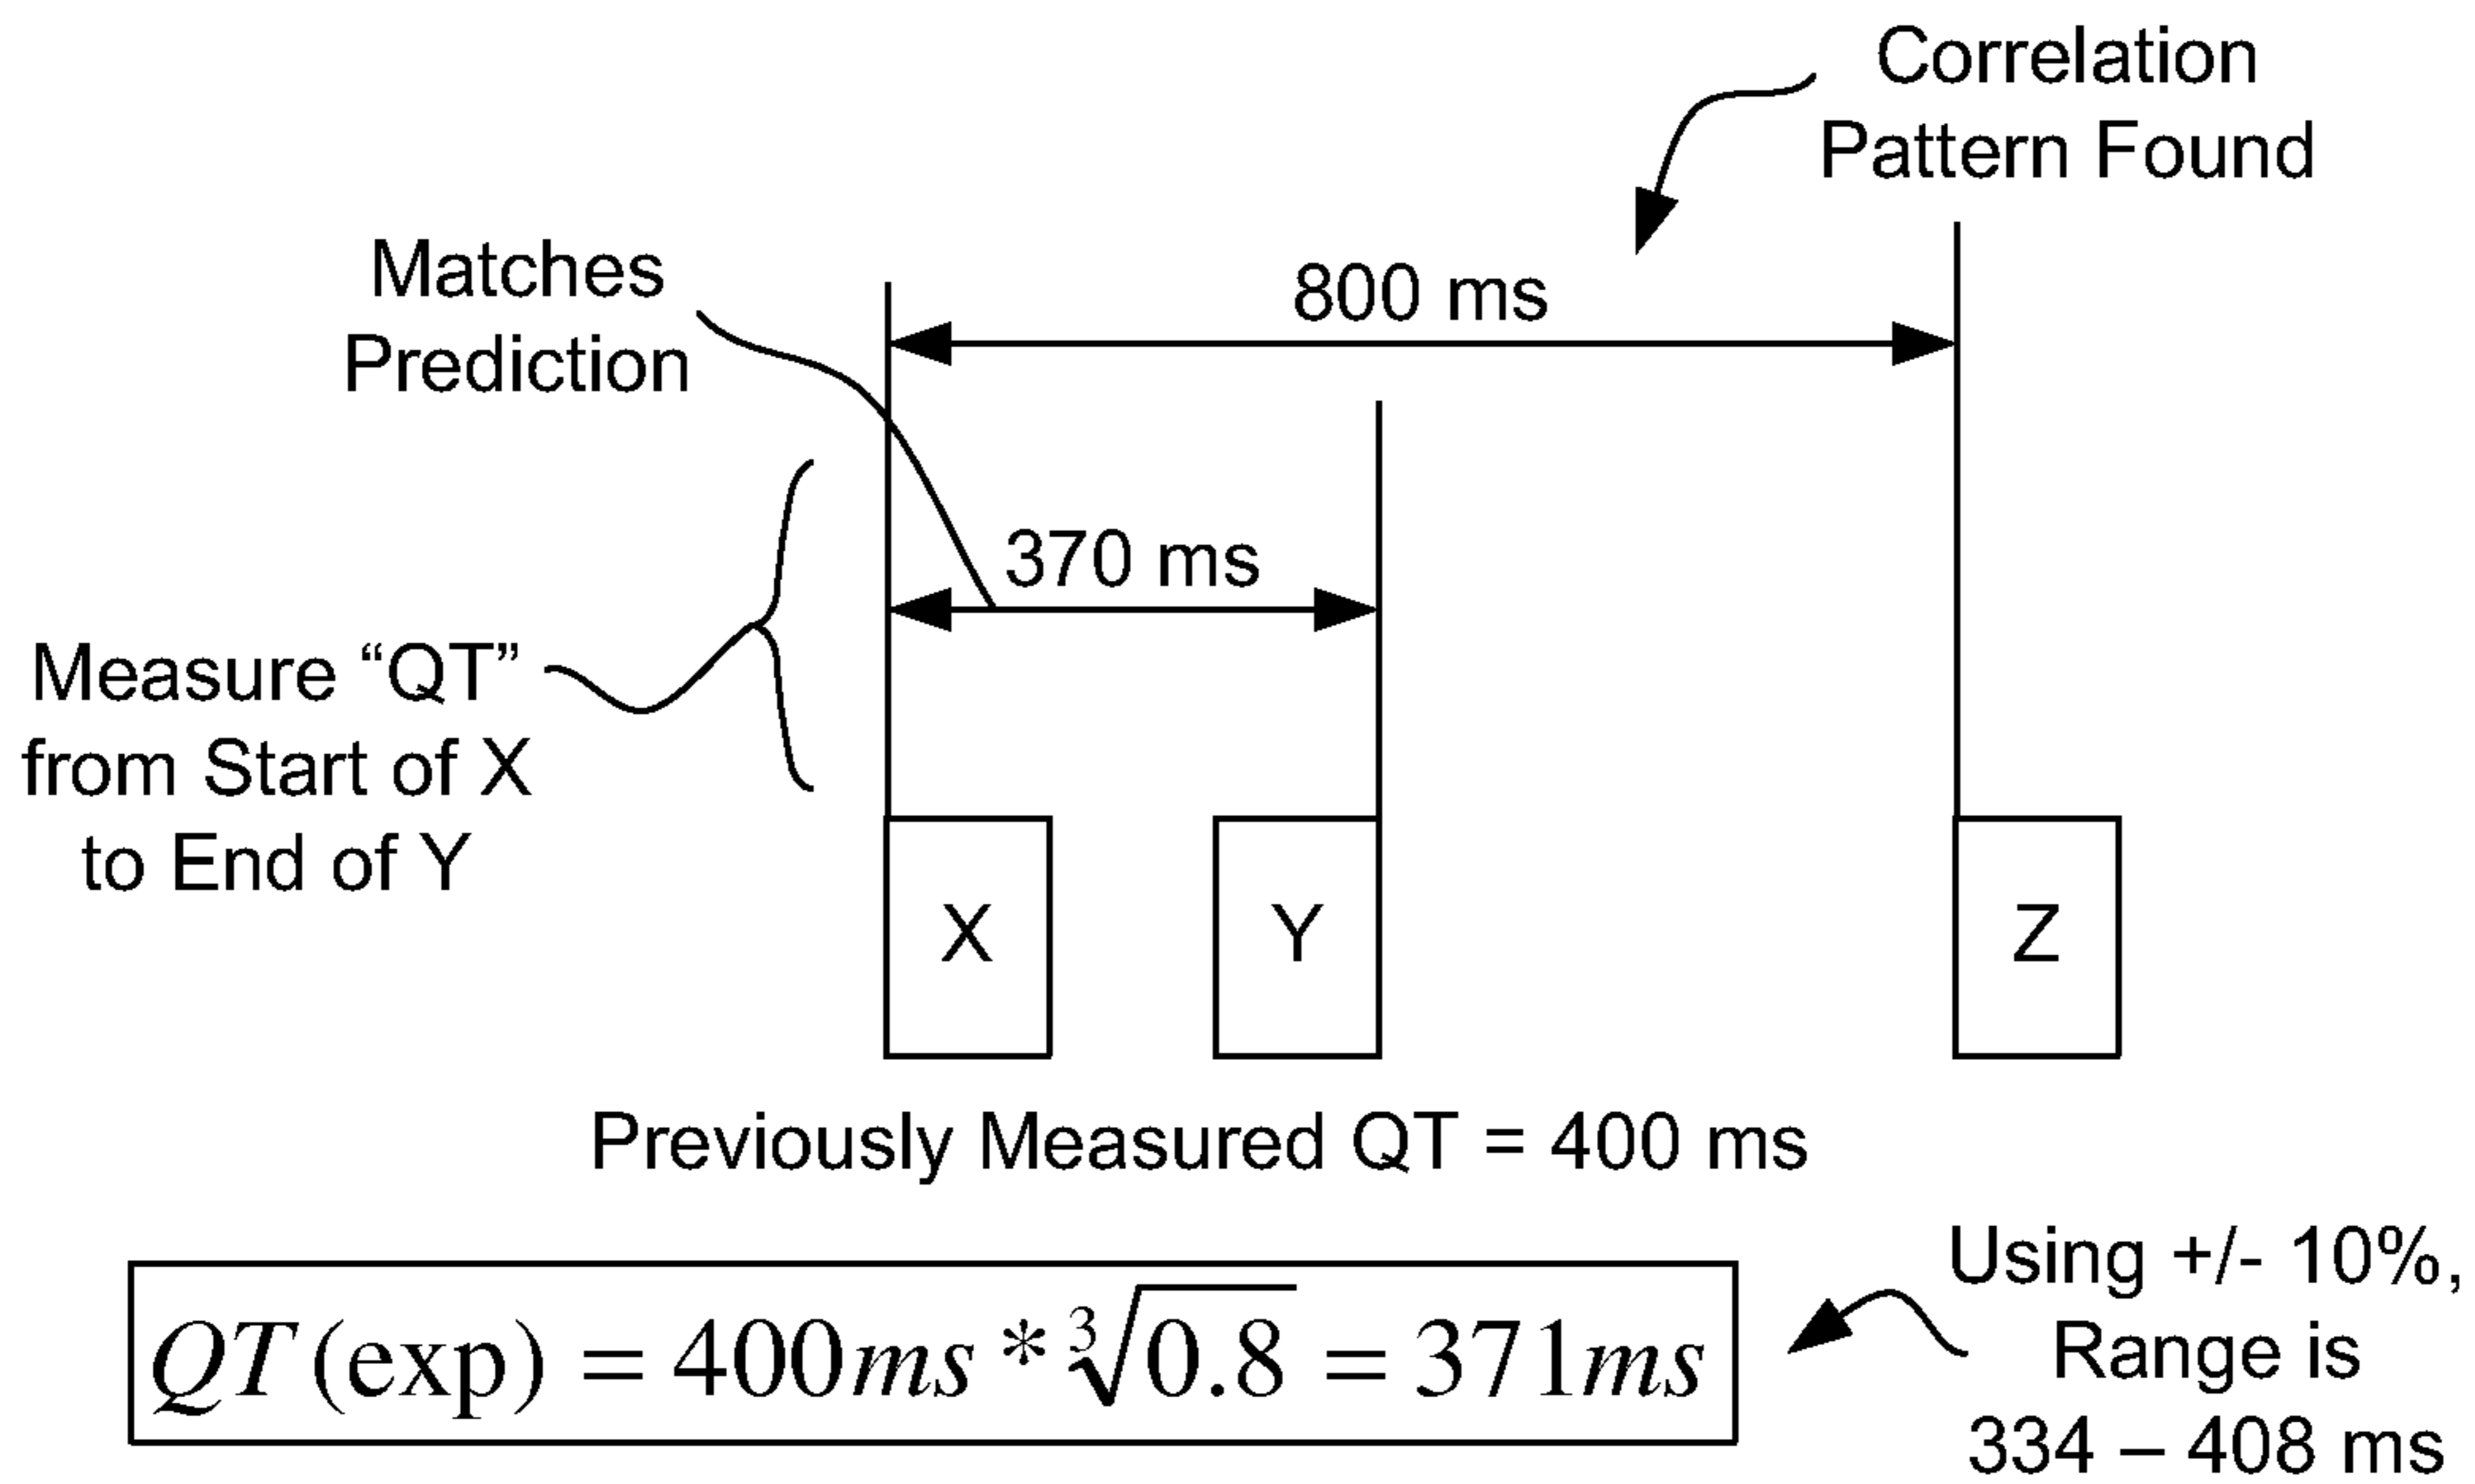 Correlation
Pattern Found
Matches
Prediction
800 ms
370 ms
Measure “QT”
from Start of X
to End of Y
X
Y
Z
Previously Measured QT = 400 ms
QT(exp) = 400ms * ∛0.8 = 371ms
Using +/- 10%,
Range is
334 – 408 ms